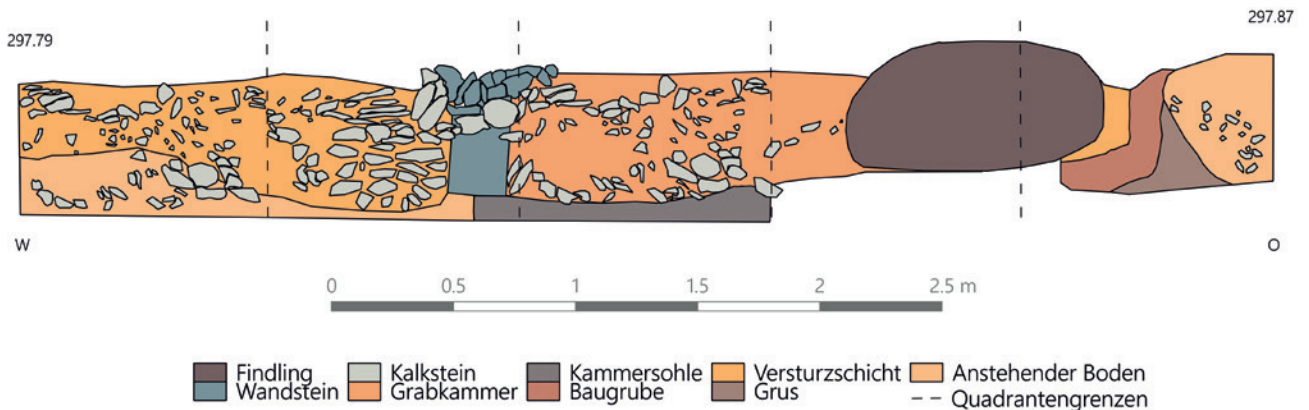 297.87
297.79
W
O
0 0.5 1 1.5 2 2.5 m
Findling Kalkstein Kammersohle Versturzschicht Anstehender Boden
Wandstein Grabkammer Baugrube Grus Quadrantengrenzen